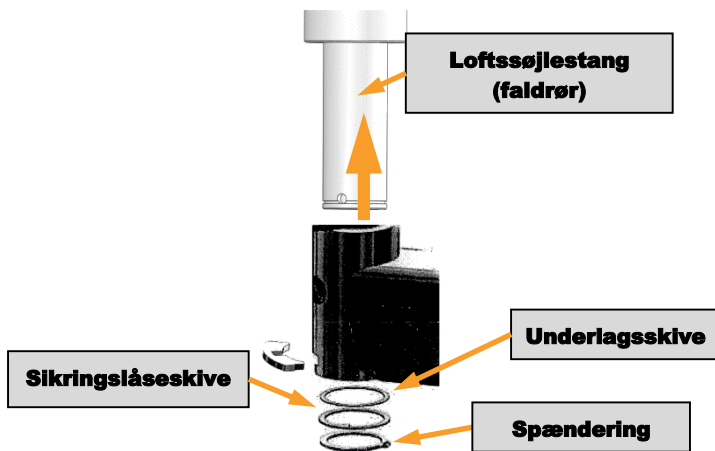 Loftssøjlestang
(faldrør)
Underlagsskive
Sikringslåseskive
Spændering